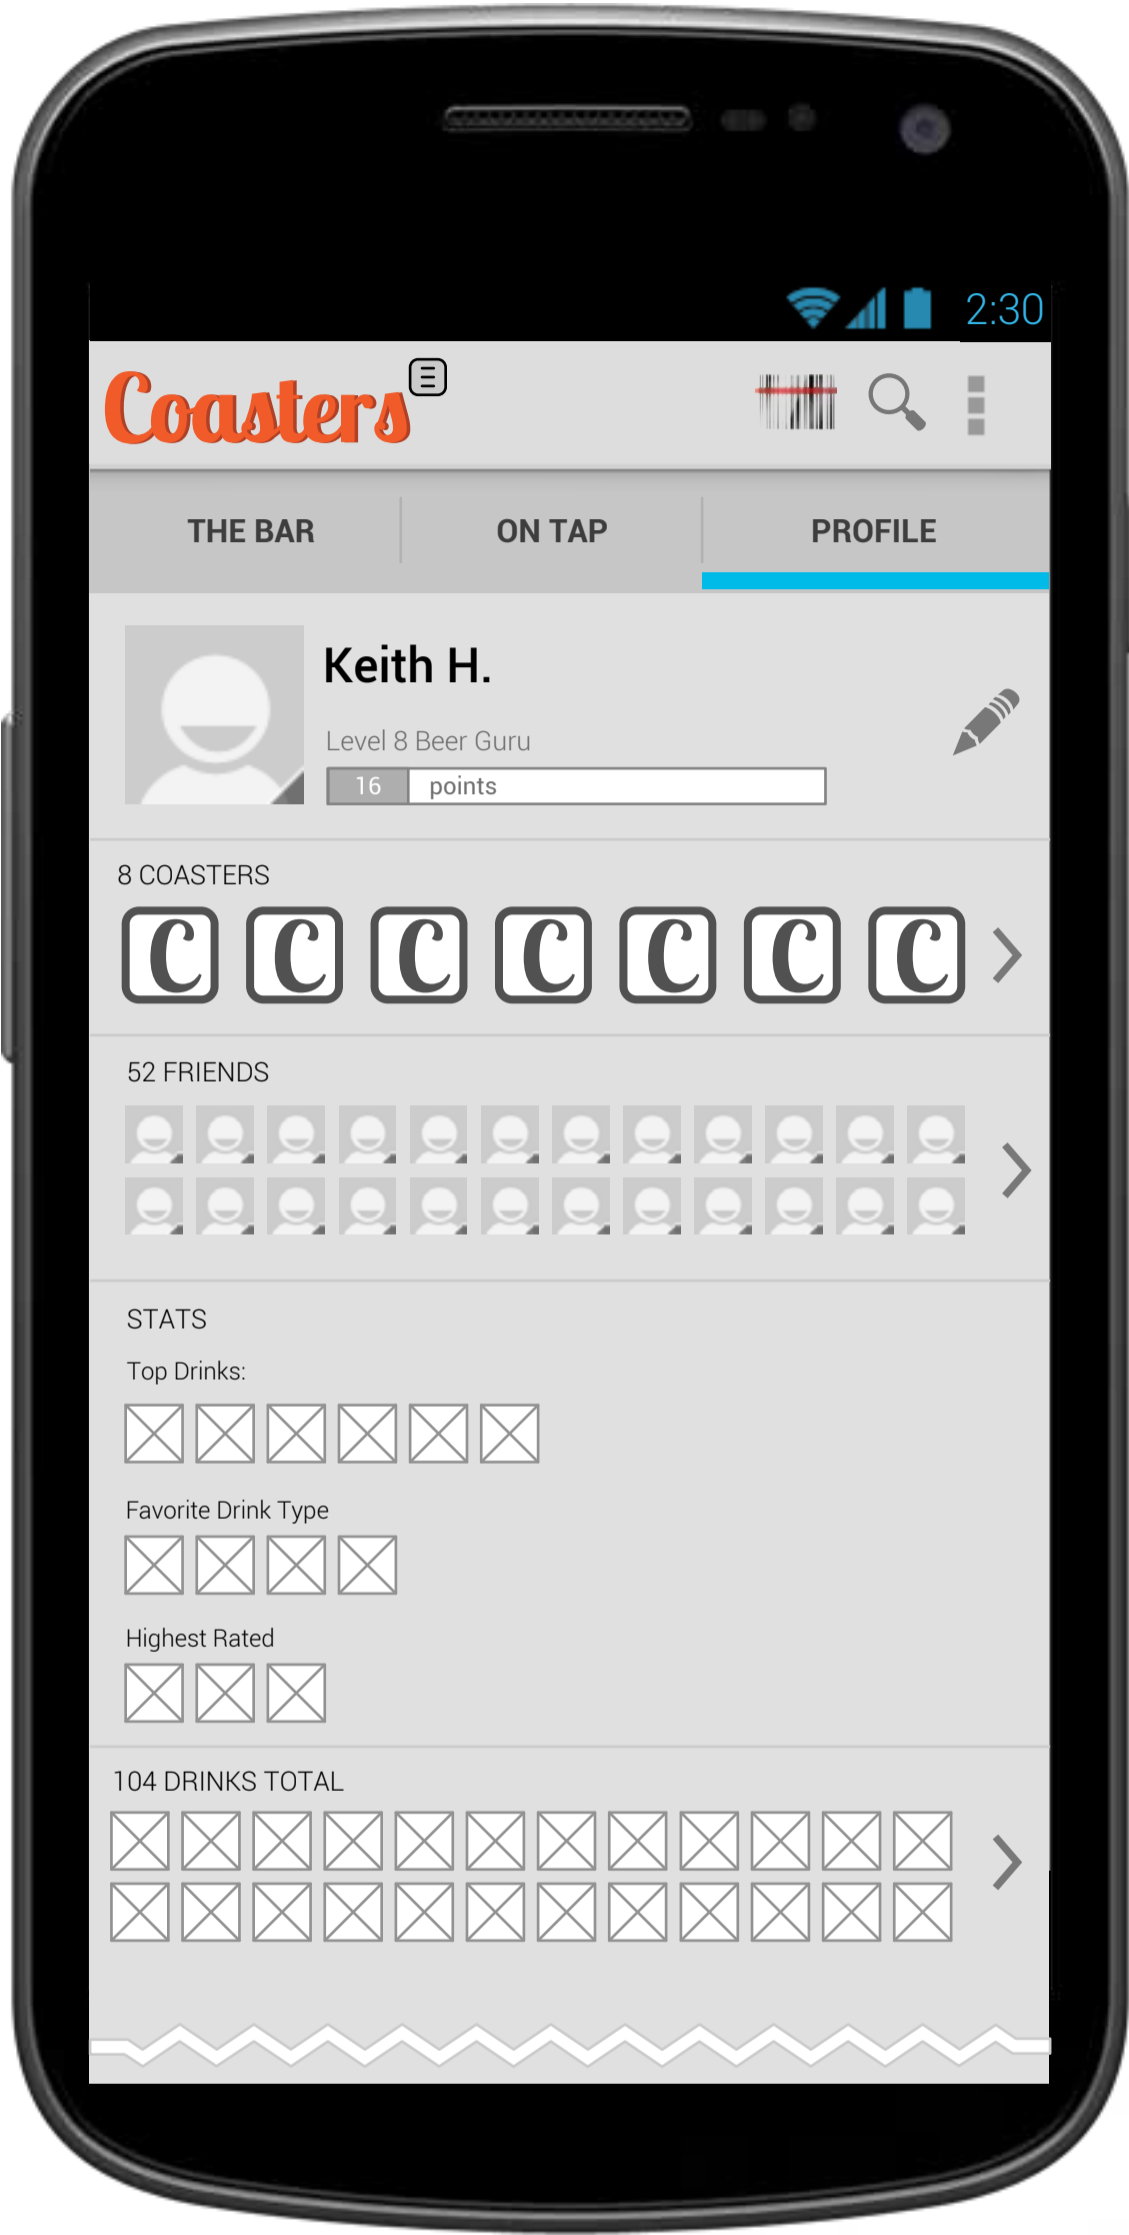 2:30
Coasters
THE BAR ON TAP PROFILE
Keith H.
Level 8 Beer Guru
16 points
8 COASTERS
C C C C C C C
52 FRIENDS
STATS
Top Drinks:
Favorite Drink Type
Highest Rated
104 DRINKS TOTAL